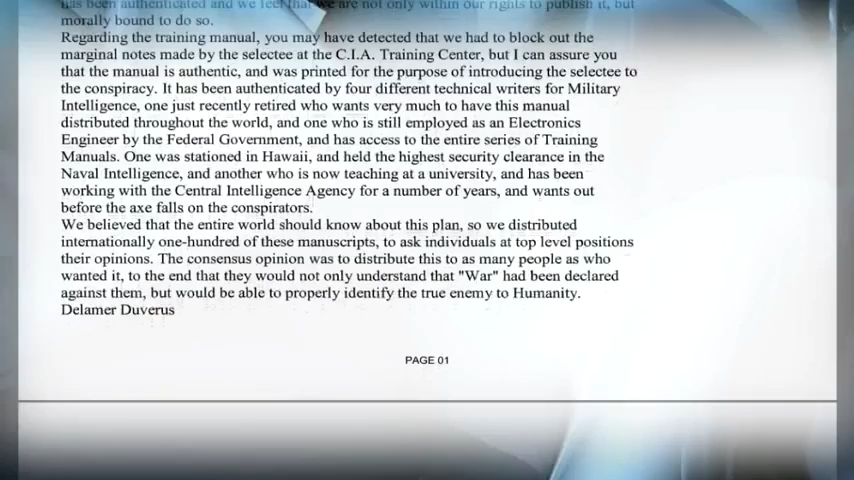 has been authenticated and we feel that we are not only within our rights to publish it, but
morally bound to do so.
Regarding the training manual, you may have detected that we had to block out the
marginal notes made by the selectee at the C.I.A. Training Center, but I can assure you
that the manual is authentic, and was printed for the purpose of introducing the selectee to
the conspiracy. It has been authenticated by four different technical writers for Military
Intelligence, one just recently retired who wants very much to have this manual
distributed throughout the world, and one who is still employed as an Electronics
Engineer by the Federal Government, and has access to the entire series of Training
Manuals. One was stationed in Hawaii, and held the highest security clearance in the
Naval Intelligence, and another who is now teaching at a university, and has been
working with the Central Intelligence Agency for a number of years, and wants out
before the axe falls on the conspirators.
We believed that the entire world should know about this plan, so we distributed
internationally one-hundred of these manuscripts, to ask individuals at top level positions
their opinions. The consensus opinion was to distribute this to as many people as who
wanted it, to the end that they would not only understand that "War" had been declared
against them, but would be able to properly identify the true enemy to Humanity.
Delamer Duverus
PAGE 01